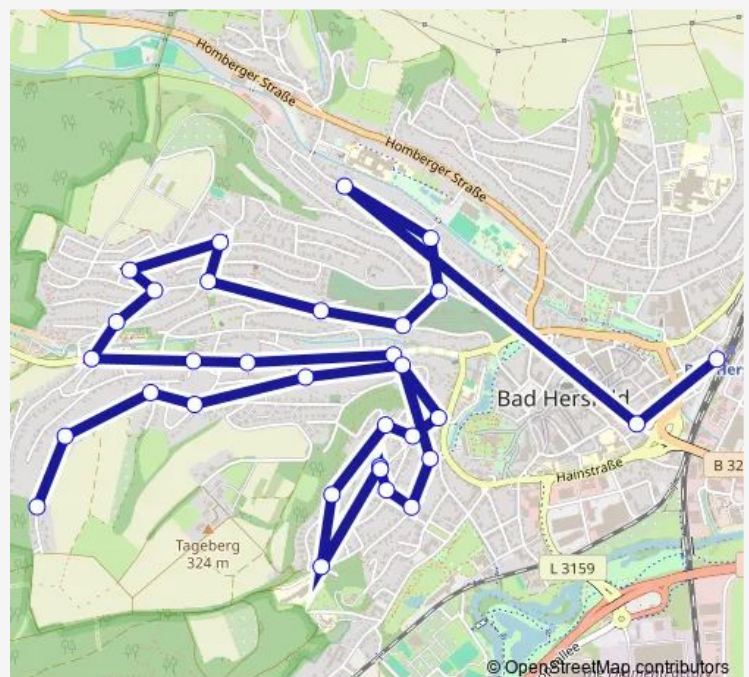 Homberger Straße
Homberger Straße
Bad Hersfeld
Hainstraße
B 32
Tageberg
324 m
L 3159
© OpenStreetMap contributors